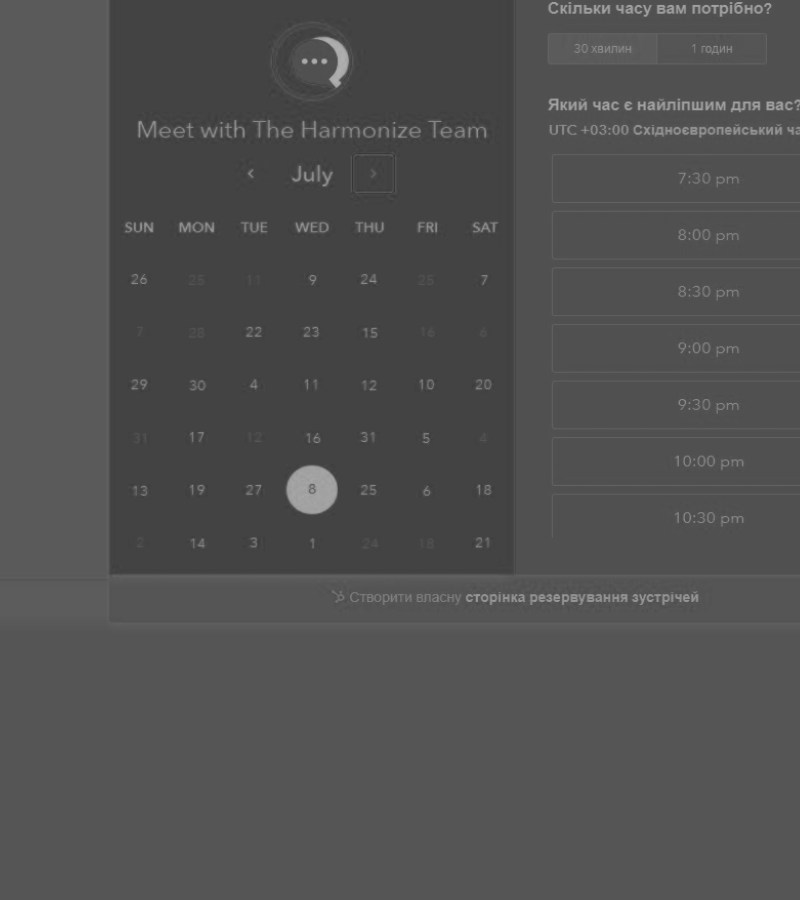 Meet with The Harmonize Team
July
SUN MON TUE WED THU FRI SAT
26 25 11 9 24 25 7
7 28 22 23 15 16 6
29 30 4 11 12 10 20
31 17 12 16 31 5 4
13 19 27 8 25 6 18
2 14 3 1 24 18 21
Скільки часу вам потрібно?
30 хвилин 1 годин
Який час є найліпшим для вас?
UTC +03:00 Східноєвропейський
7:30 pm
8:00 pm
8:30 pm
9:00 pm
9:30 pm
10:00 pm
10:30 pm
Створити власну сторінка резервування зустрічей